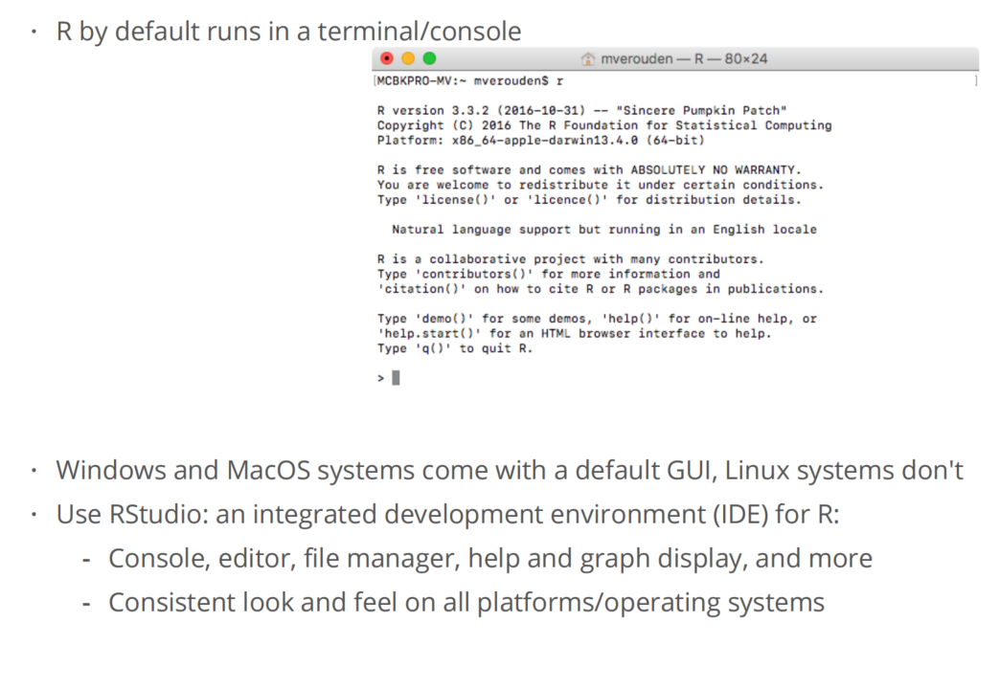 · R by default runs in a terminal/console
mverouden — R — 80×24
[MCBKPRO-MV:~ mverouden$ r ]
R version 3.3.2 (2016-10-31) -- "Sincere Pumpkin Patch"
Copyright (C) 2016 The R Foundation for Statistical Computing
Platform: x86_64-apple-darwin13.4.0 (64-bit)
R is free software and comes with ABSOLUTELY NO WARRANTY.
You are welcome to redistribute it under certain conditions.
Type 'license()' or 'licence()' for distribution details.
Natural language support but running in an English locale
R is a collaborative project with many contributors.
Type 'contributors()' for more information and
'citation()' on how to cite R or R packages in publications.
Type 'demo()' for some demos, 'help()' for on-line help, or
'help.start()' for an HTML browser interface to help.
Type 'q()' to quit R.
>
· Windows and MacOS systems come with a default GUI, Linux systems don't
· Use RStudio: an integrated development environment (IDE) for R:
- Console, editor, file manager, help and graph display, and more
- Consistent look and feel on all platforms/operating systems